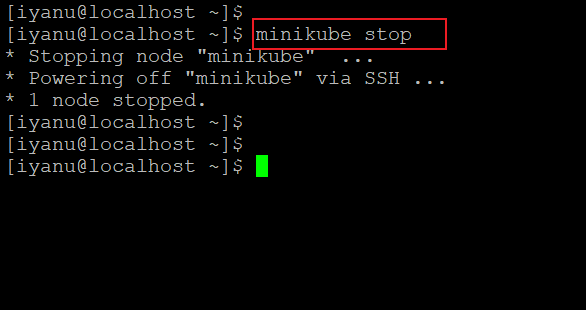 [iyanu@localhost ~]$
[iyanu@localhost ~]$ minikube stop
* Stopping node "minikube"  ...
* Powering off "minikube" via SSH ...
* 1 node stopped.
[iyanu@localhost ~]$
[iyanu@localhost ~]$
[iyanu@localhost ~]$